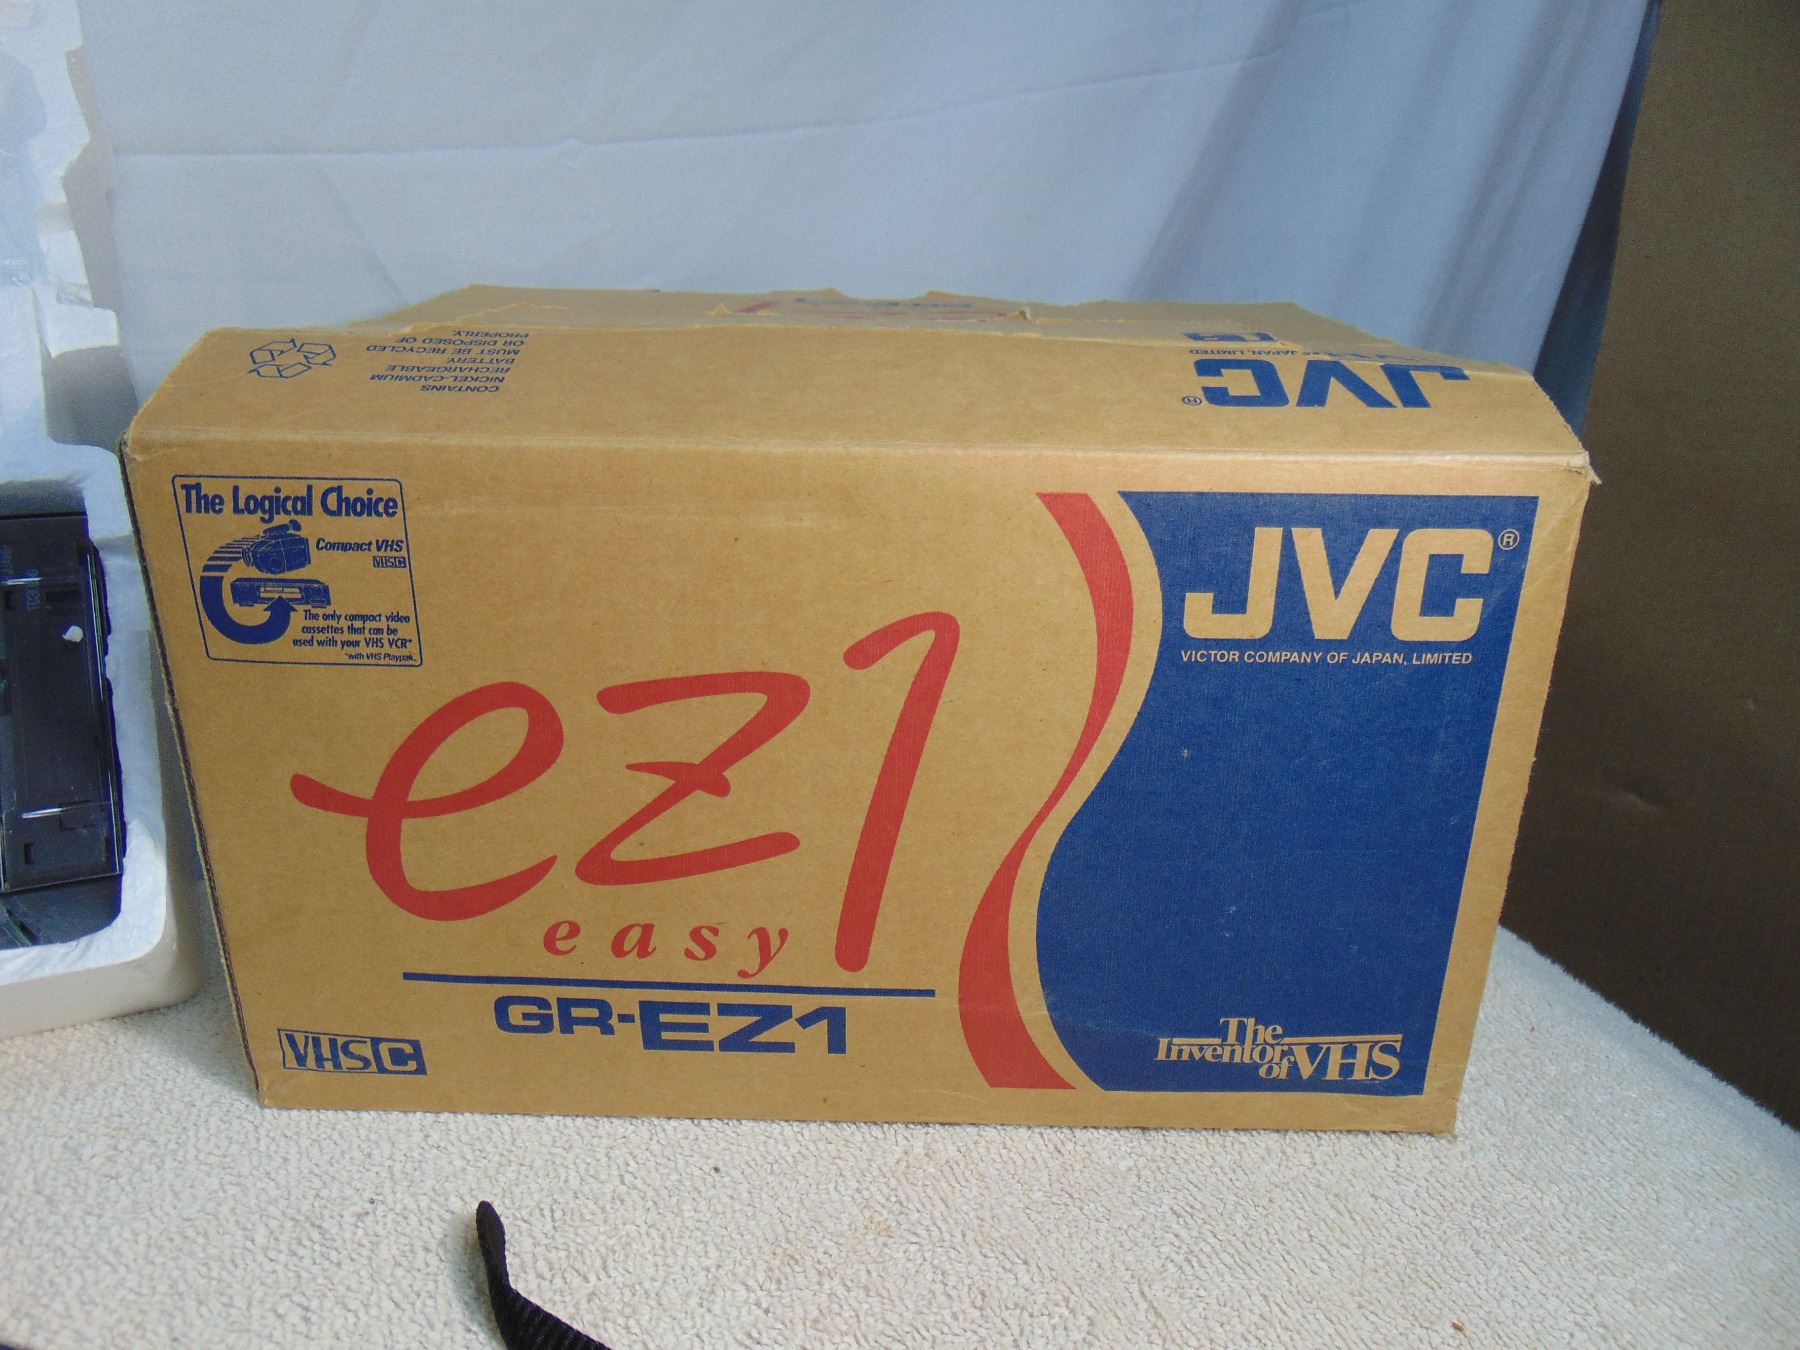 CONTAINS
NICKEL-CADMIUM
RECHARGEABLE
BATTERY.
MUST BE RECYCLED
OR DISPOSED OF
PROPERLY.
JVC®
JAPAN, LIMITED
The Logical Choice
Compact VHS
VHS C
The only compact video
cassettes that can be
used with your VHS VCR*
*with VHS Playpak.
JVC®
VICTOR COMPANY OF JAPAN, LIMITED
ez1
easy
GR-EZ1
VHS C
The
Inventor
of VHS